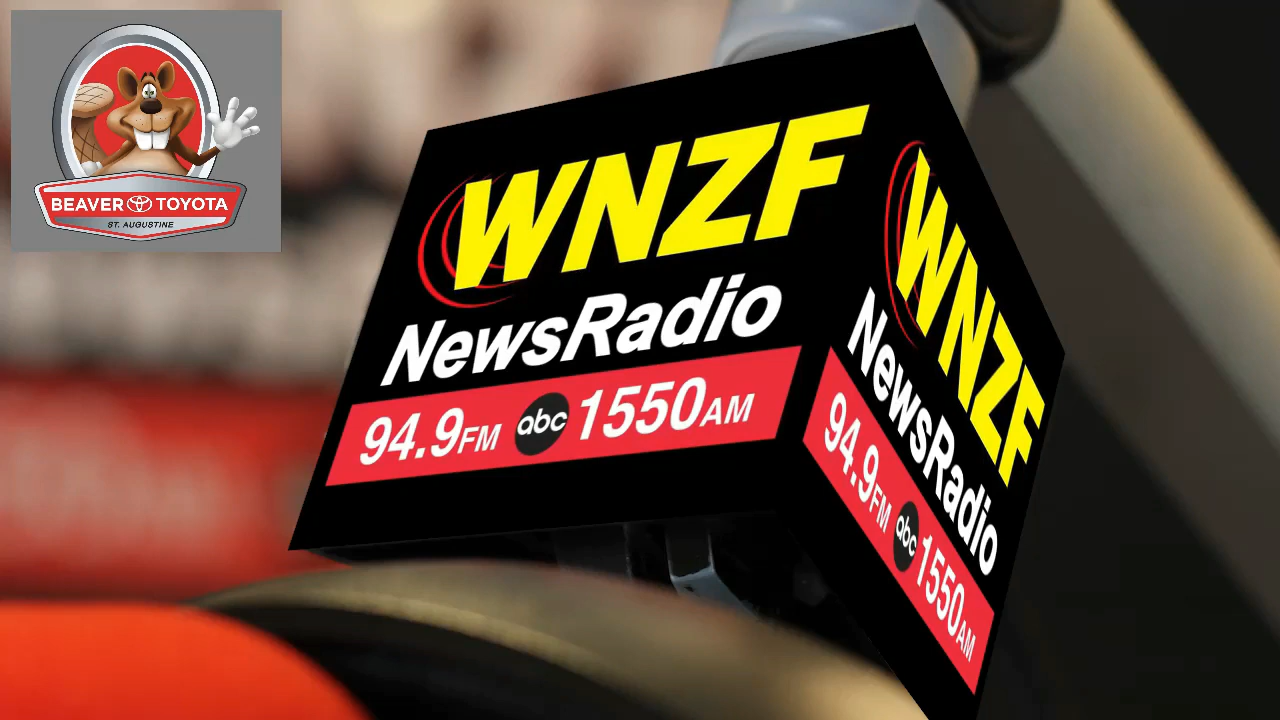 BEAVER TOYOTA
ST. AUGUSTINE
WNZF
NewsRadio
94.9FM abc 1550AM
WNZF
NewsRadio
94.9FM abc 1550AM